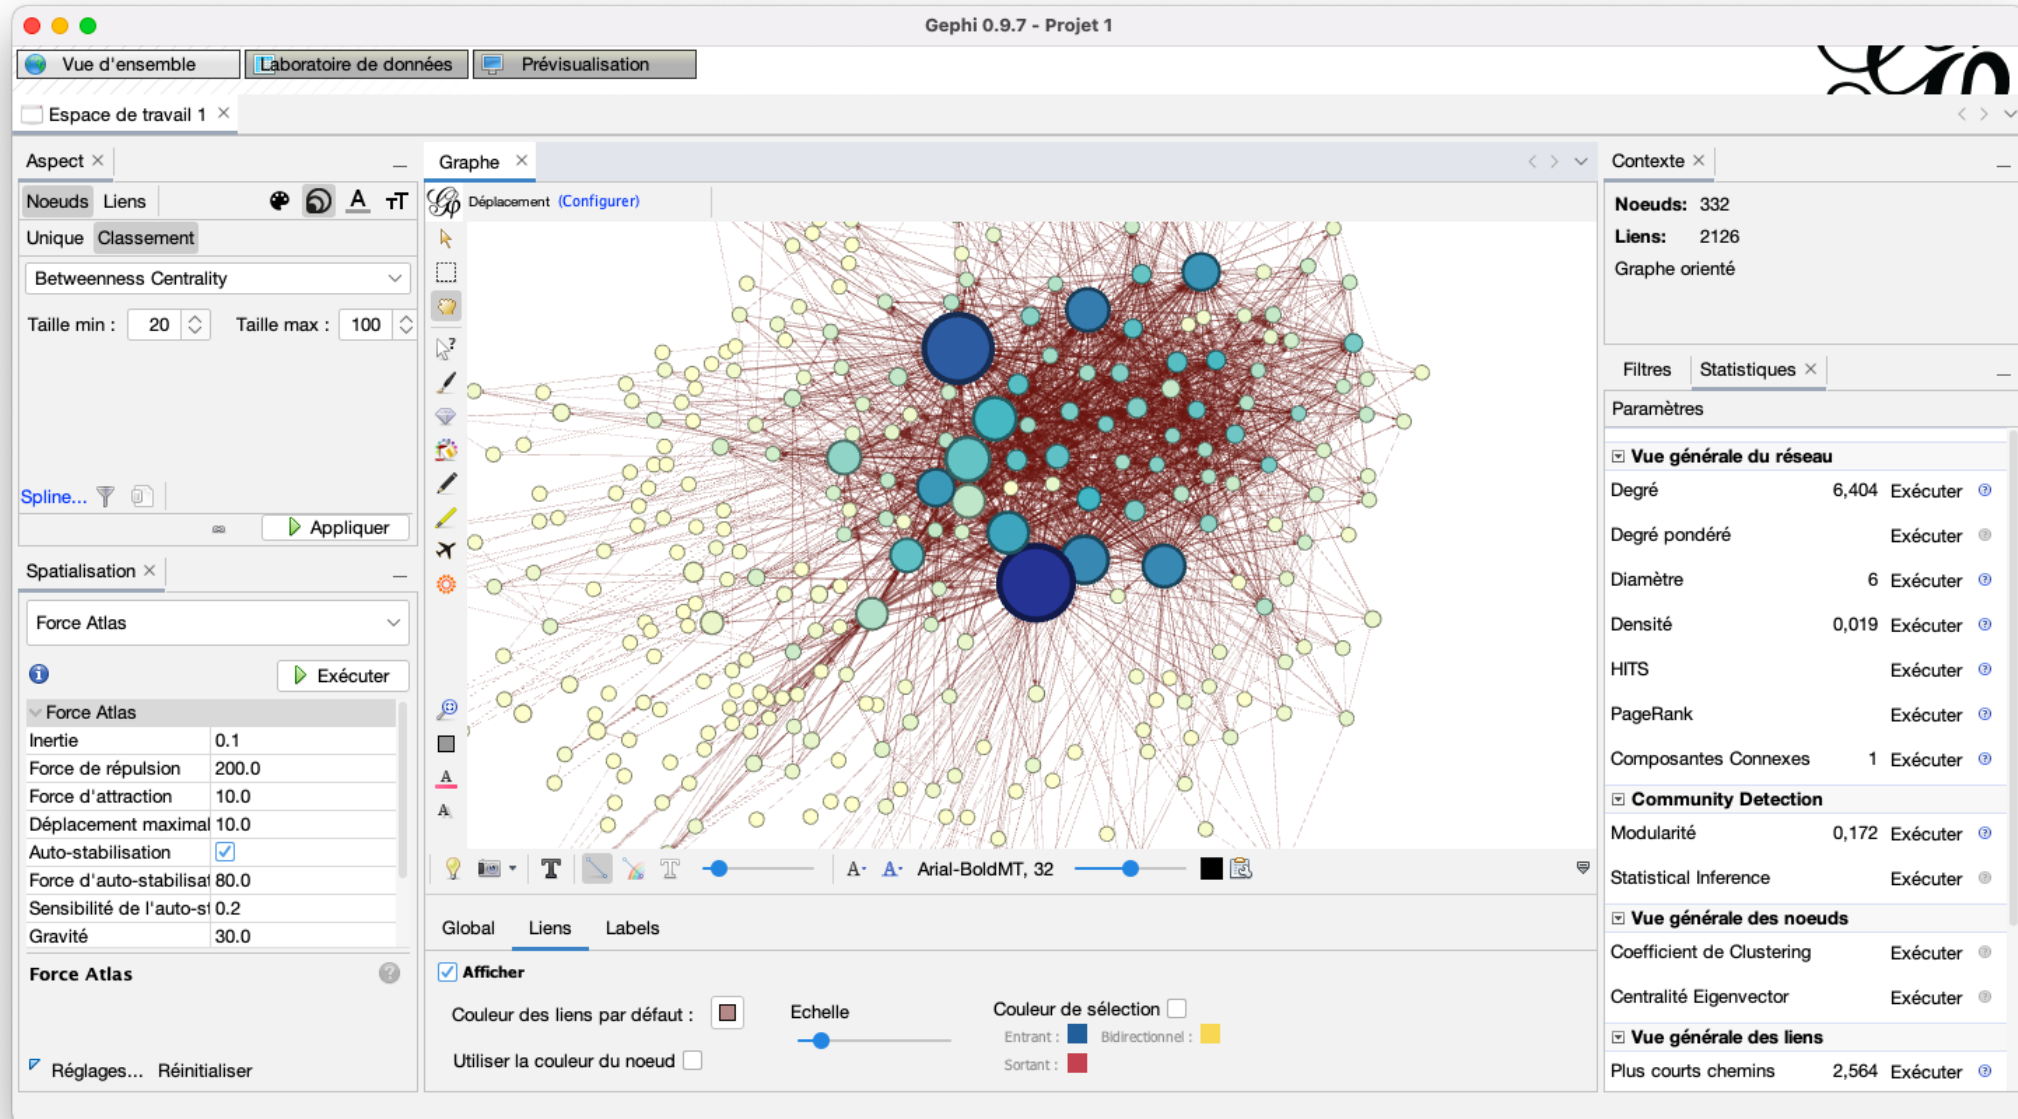 Gephi 0.9.7 - Projet 1
Vue d'ensemble
Laboratoire de données
Prévisualisation
Espace de travail 1
Aspect
Noeuds Liens
A TT
Unique Classement
Betweenness Centrality
Taille min : 20 Taille max : 100
Spline...
Appliquer
Spatialisation
Force Atlas
Exécuter
Force Atlas
Inertie 0.1
Force de répulsion 200.0
Force d'attraction 10.0
Déplacement maximal 10.0
Auto-stabilisation
Force d'auto-stabilisat 80.0
Sensibilité de l'auto-st 0.2
Gravité 30.0
Force Atlas
Réglages... Réinitialiser
Graphe
Déplacement (Configurer)
A
A
T T
A- A- Arial-BoldMT, 32
Global Liens Labels
Afficher
Couleur des liens par défaut :
Echelle
Couleur de sélection
Entrant : Bidirectionnel :
Sortant :
Utiliser la couleur du noeud
Contexte
Noeuds: 332
Liens: 2126
Graphe orienté
Filtres Statistiques
Paramètres
Vue générale du réseau
Degré 6,404 Exécuter
Degré pondéré Exécuter
Diamètre 6 Exécuter
Densité 0,019 Exécuter
HITS Exécuter
PageRank Exécuter
Composantes Connexes 1 Exécuter
Community Detection
Modularité 0,172 Exécuter
Statistical Inference Exécuter
Vue générale des noeuds
Coefficient de Clustering Exécuter
Centralité Eigenvector Exécuter
Vue générale des liens
Plus courts chemins 2,564 Exécuter